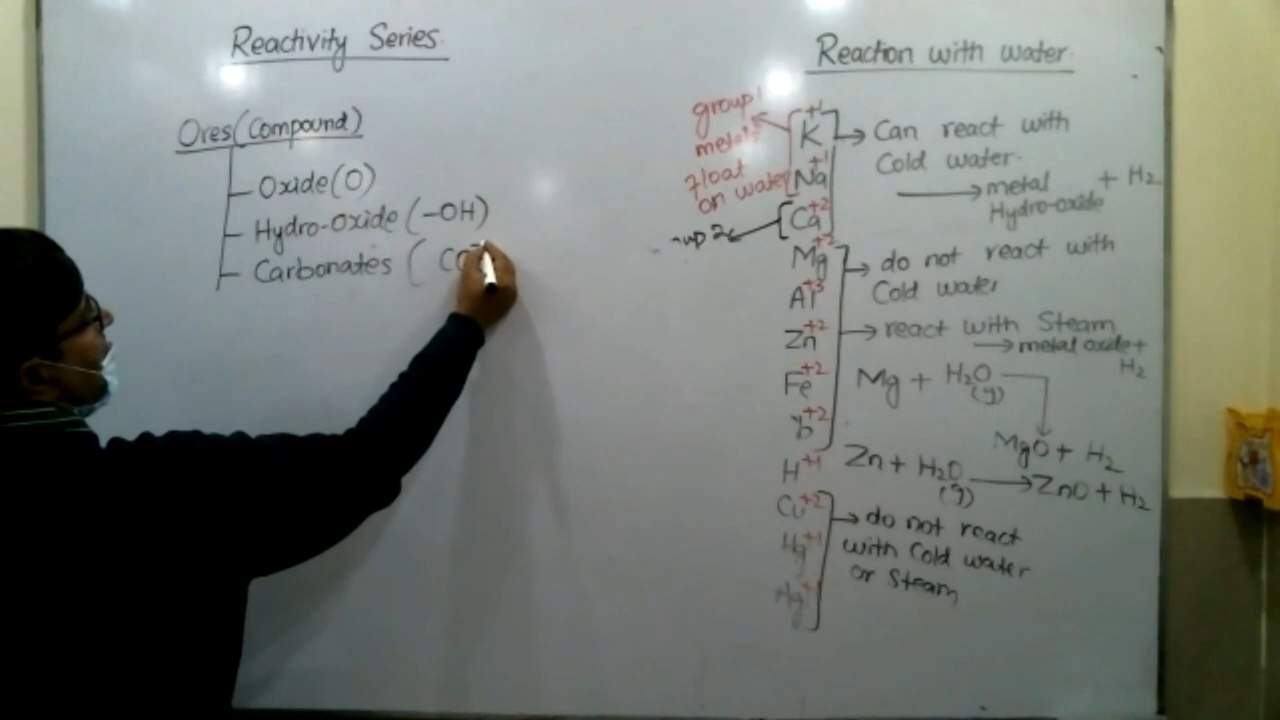 Reactivity Series.
Ores (Compound)
Oxide (O)
Hydro-Oxide (-OH)
Carbonates (
Reaction with water.
group 1
metals
float
on water
K +1
Na +1
Ca +2
Mg +2
Al +3
Zn +2
Fe +2
b +2
H +1
Cu +2
Hg +1
Can react with
Cold water.
→ metal
Hydro-oxide + H₂
do not react with
Cold water
react with Steam
→ metal oxide +
H₂
Mg + H₂O
(g)
MgO + H₂
Zn + H₂O → ZnO + H₂
(g)
do not react
with Cold water
or Steam